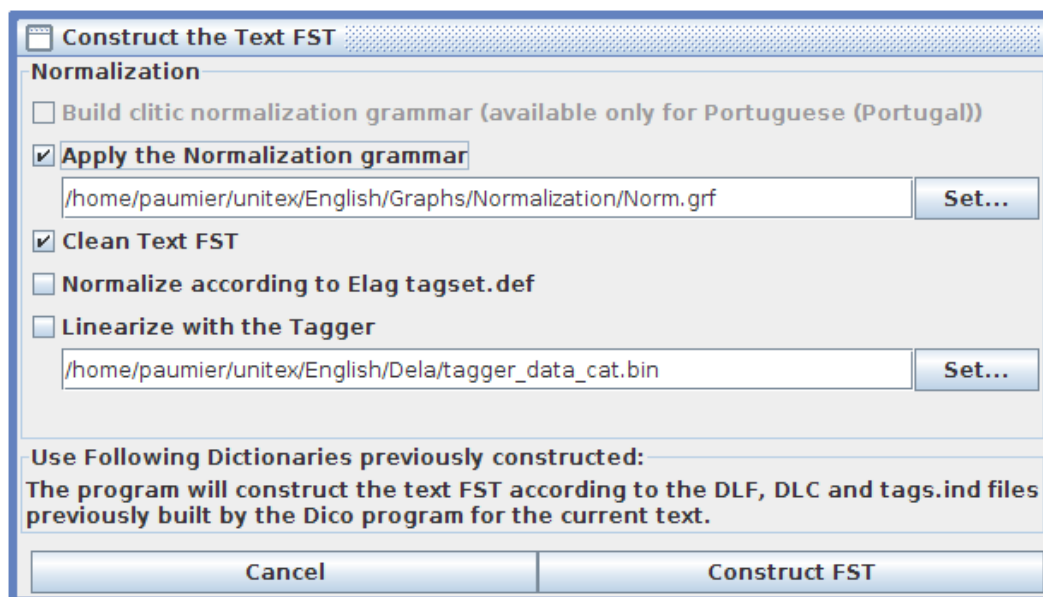 Construct the Text FST
Normalization
Build clitic normalization grammar (available only for Portuguese (Portugal))
Apply the Normalization grammar
/home/paumier/unitex/English/Graphs/Normalization/Norm.grf
Set...
Clean Text FST
Normalize according to Elag tagset.def
Linearize with the Tagger
/home/paumier/unitex/English/Dela/tagger_data_cat.bin
Set...
Use Following Dictionaries previously constructed:
The program will construct the text FST according to the DLF, DLC and tags.ind files
previously built by the Dico program for the current text.
Cancel
Construct FST